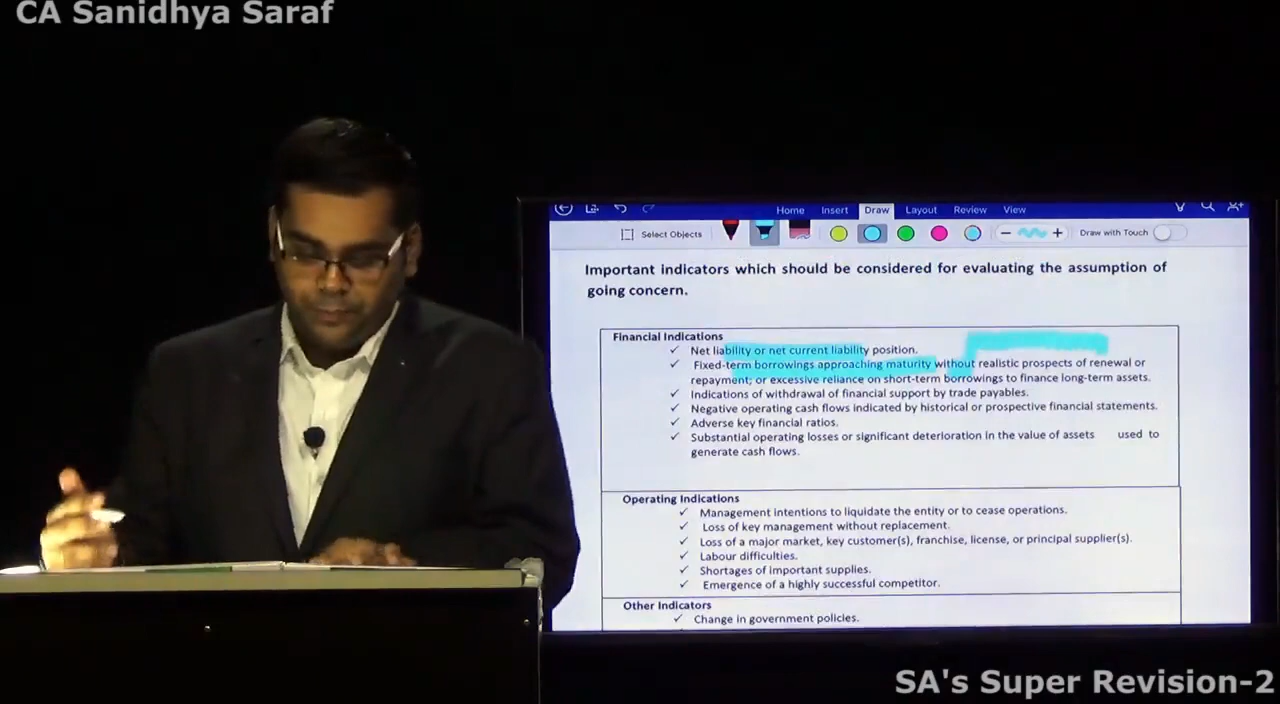 CA Sanidhya Saraf
Home Insert Draw Layout Review View
Select Objects
Draw with Touch
Important indicators which should be considered for evaluating the assumption of
going concern.
Financial Indications
✓ Net liability or net current liability position.
✓ Fixed-term borrowings approaching maturity without realistic prospects of renewal or
repayment; or excessive reliance on short-term borrowings to finance long-term assets.
✓ Indications of withdrawal of financial support by trade payables.
✓ Negative operating cash flows indicated by historical or prospective financial statements.
✓ Adverse key financial ratios.
✓ Substantial operating losses or significant deterioration in the value of assets used to
generate cash flows.
Operating Indications
✓ Management intentions to liquidate the entity or to cease operations.
✓ Loss of key management without replacement.
✓ Loss of a major market, key customer(s), franchise, license, or principal supplier(s).
✓ Labour difficulties.
✓ Shortages of important supplies.
✓ Emergence of a highly successful competitor.
Other Indicators
✓ Change in government policies.
SA's Super Revision-2